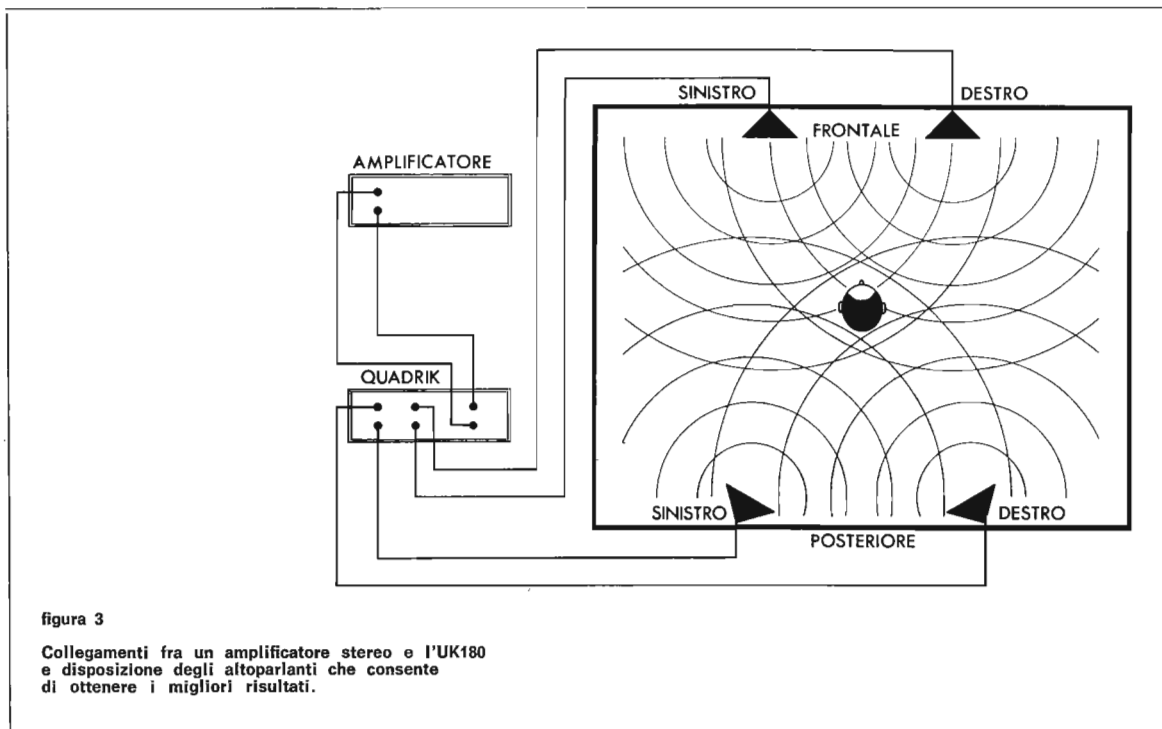 SINISTRO
DESTRO
FRONTALE
AMPLIFICATORE
QUADRIK
SINISTRO
DESTRO
POSTERIORE
figura 3
Collegamenti fra un amplificatore stereo e l'UK180
e disposizione degli altoparlanti che consente
di ottenere i migliori risultati.